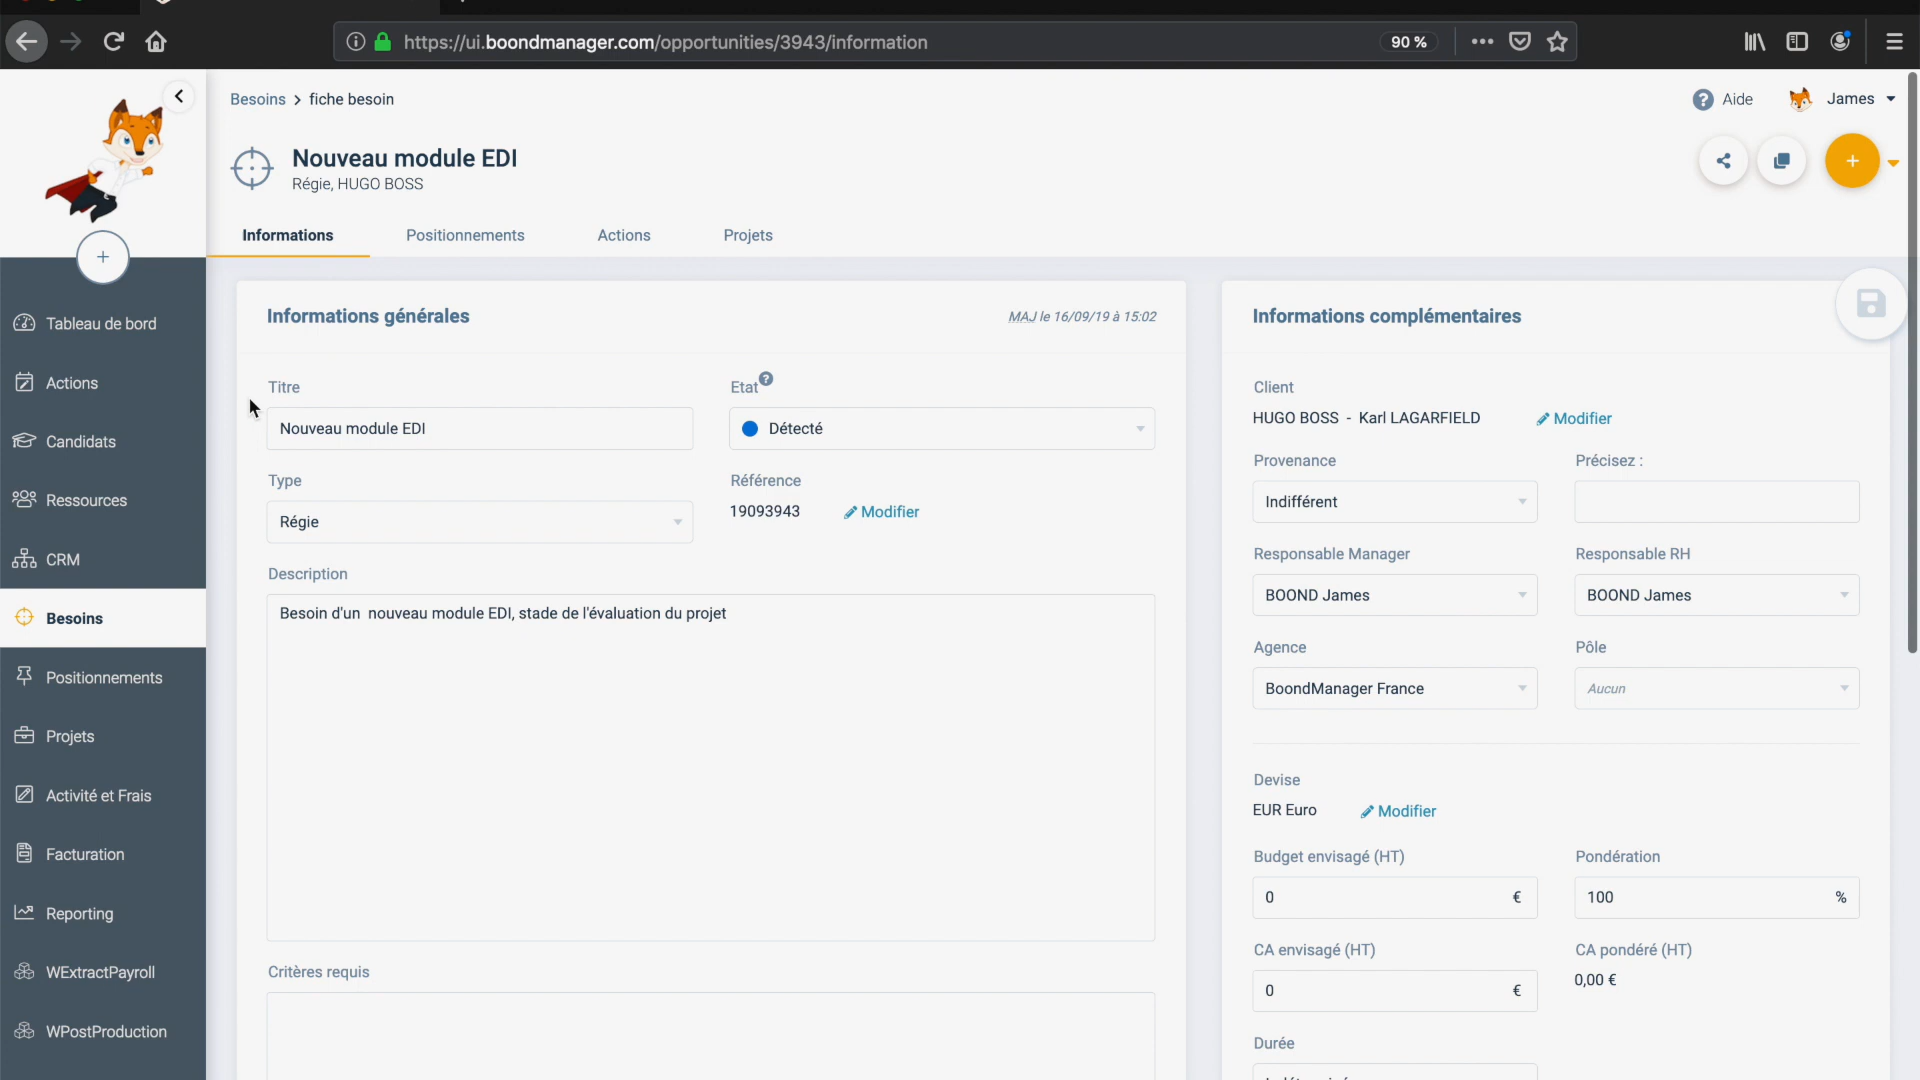 https://ui.boondmanager.com/opportunities/3943/information
90 %
Besoins > fiche besoin
? Aide
James
Nouveau module EDI
Régie, HUGO BOSS
+
+
Informations
Positionnements
Actions
Projets
Tableau de bord
Actions
Candidats
Ressources
CRM
Besoins
Positionnements
Projets
Activité et Frais
Facturation
Reporting
WExtractPayroll
WPostProduction
Informations générales
MAJ le 16/09/19 à 15:02
Titre
Nouveau module EDI
Etat ?
Détecté
Type
Régie
Référence
19093943
Modifier
Description
Besoin d'un  nouveau module EDI, stade de l'évaluation du projet
Critères requis
Informations complémentaires
Client
HUGO BOSS - Karl LAGARFIELD
Modifier
Provenance
Indifférent
Précisez :
Responsable Manager
BOOND James
Responsable RH
BOOND James
Agence
BoondManager France
Pôle
Aucun
Devise
EUR Euro
Modifier
Budget envisagé (HT)
0 €
Pondération
100 %
CA envisagé (HT)
0 €
CA pondéré (HT)
0,00 €
Durée